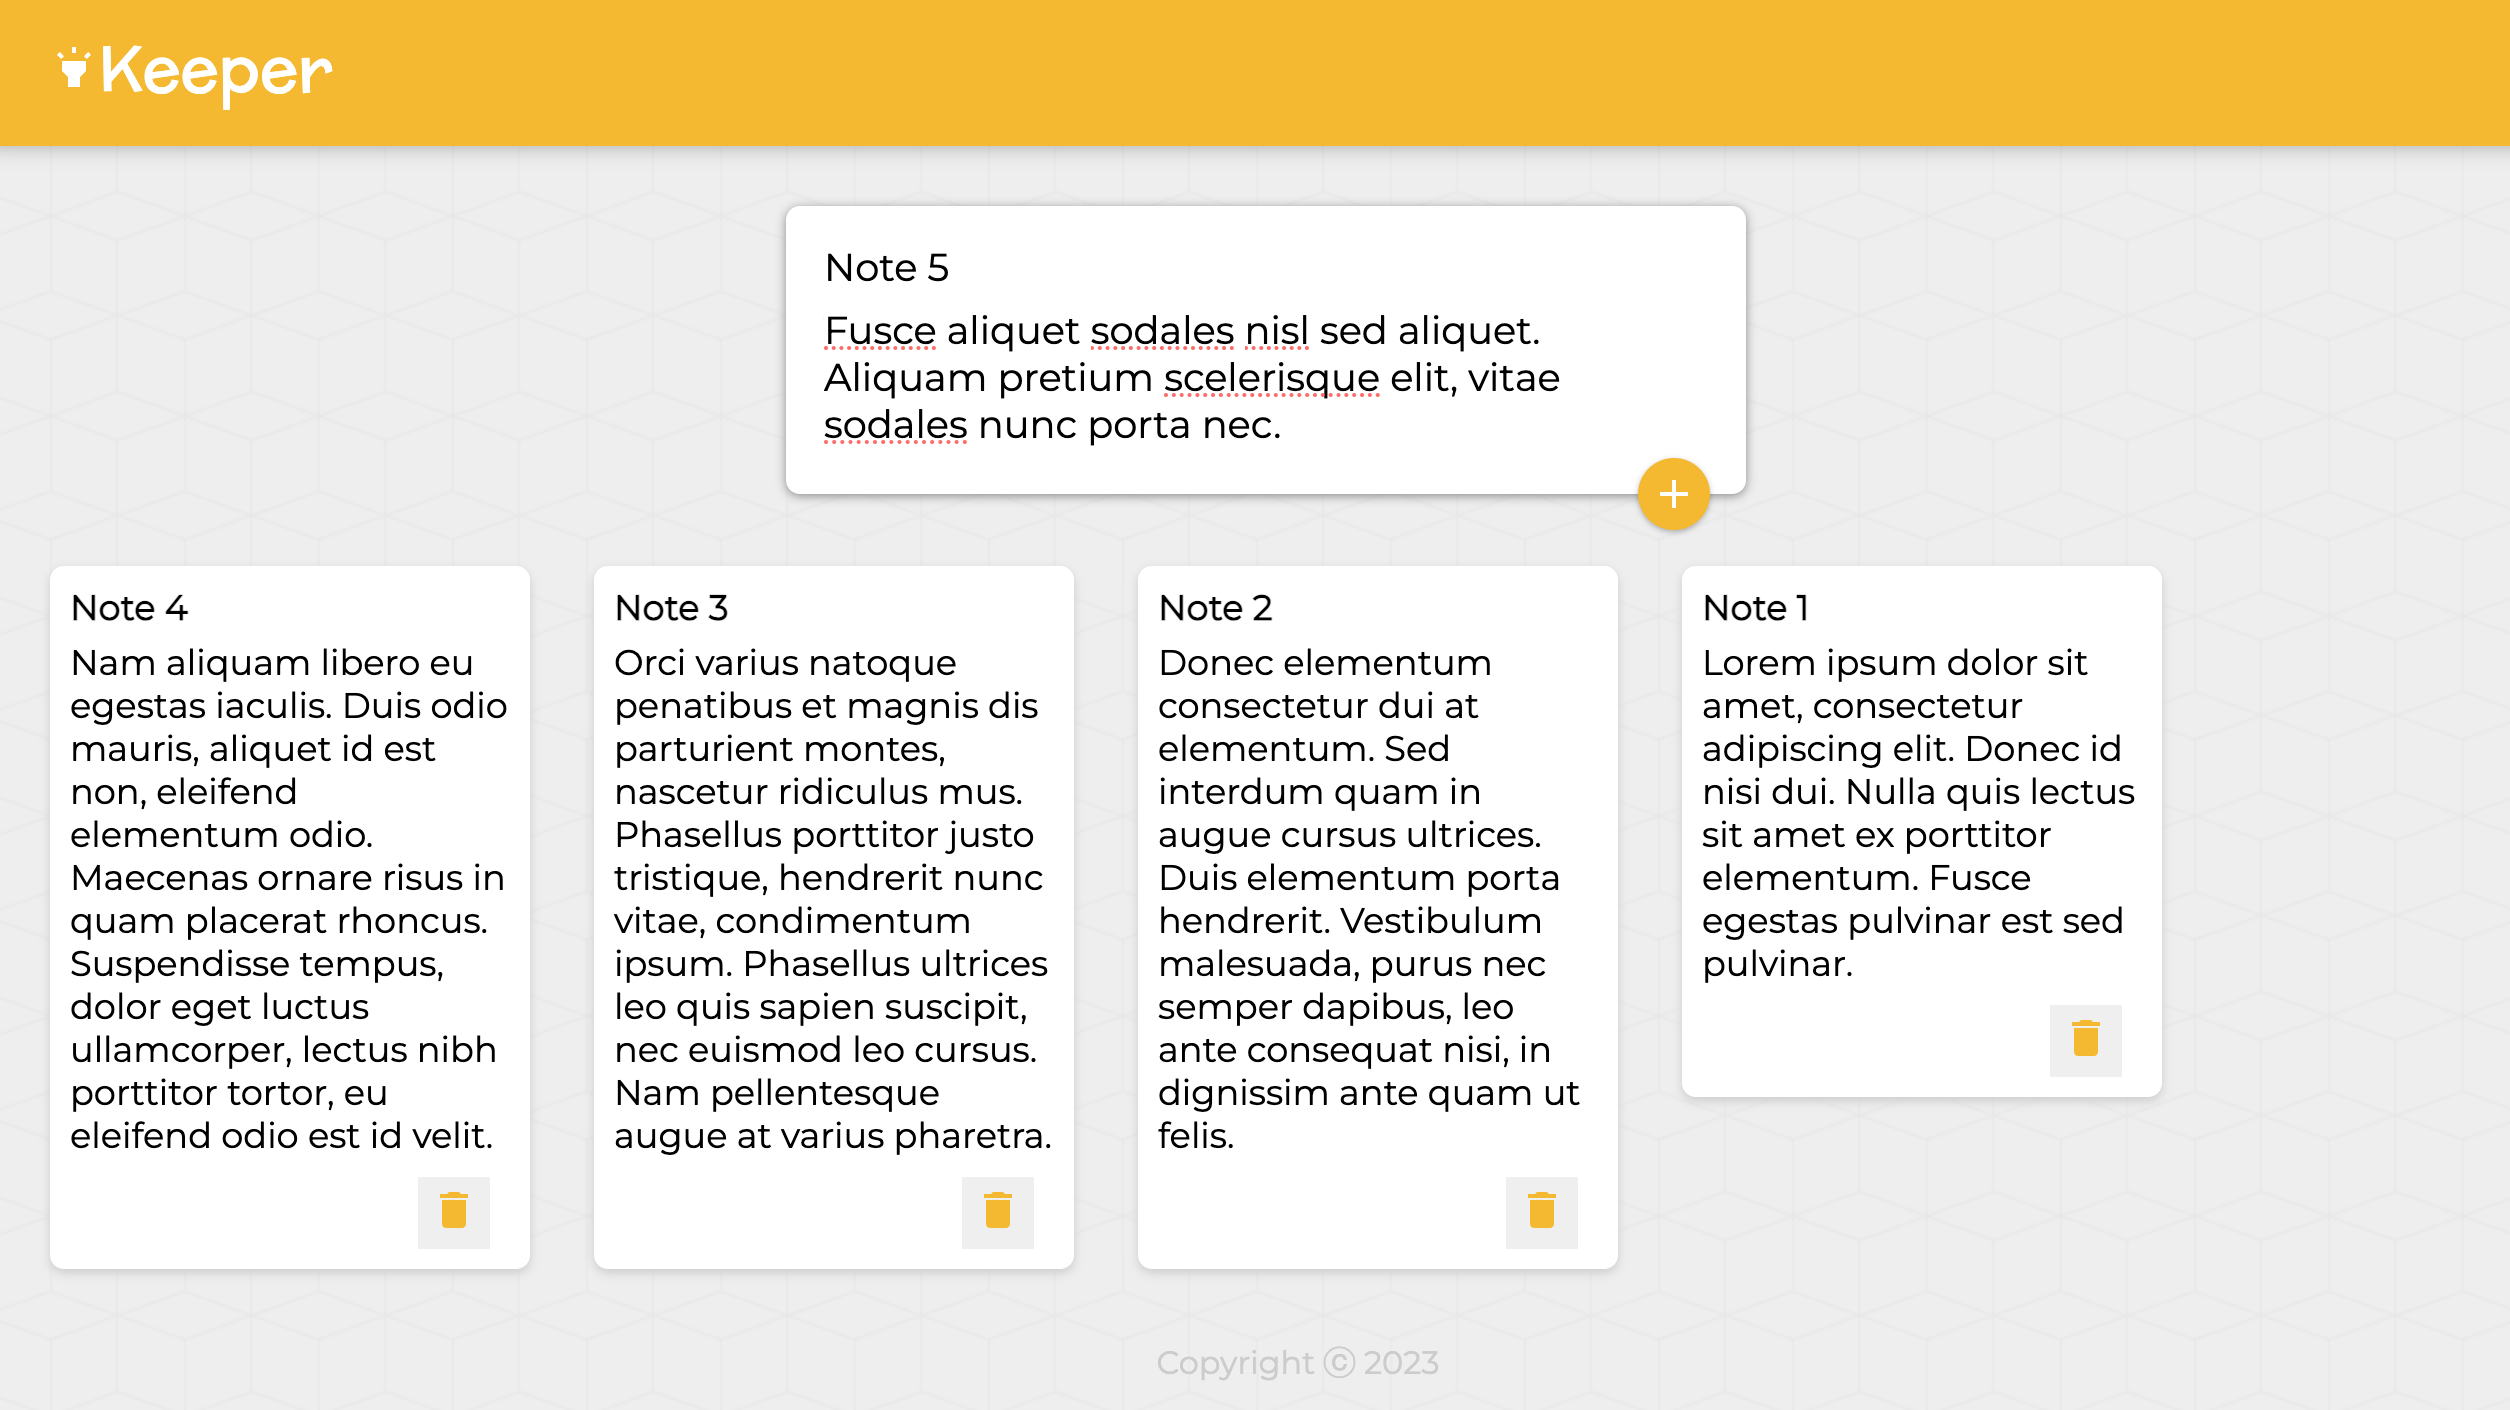 Keeper
Note 5
Fusce aliquet sodales nisl sed aliquet.
Aliquam pretium scelerisque elit, vitae
sodales nunc porta nec.
Note 4
Nam aliquam libero eu
egestas iaculis. Duis odio
mauris, aliquet id est
non, eleifend
elementum odio.
Maecenas ornare risus in
quam placerat rhoncus.
Suspendisse tempus,
dolor eget luctus
ullamcorper, lectus nibh
porttitor tortor, eu
eleifend odio est id velit.
Note 3
Orci varius natoque
penatibus et magnis dis
parturient montes,
nascetur ridiculus mus.
Phasellus porttitor justo
tristique, hendrerit nunc
vitae, condimentum
ipsum. Phasellus ultrices
leo quis sapien suscipit,
nec euismod leo cursus.
Nam pellentesque
augue at varius pharetra.
Note 2
Donec elementum
consectetur dui at
elementum. Sed
interdum quam in
augue cursus ultrices.
Duis elementum porta
hendrerit. Vestibulum
malesuada, purus nec
semper dapibus, leo
ante consequat nisi, in
dignissim ante quam ut
felis.
Note 1
Lorem ipsum dolor sit
amet, consectetur
adipiscing elit. Donec id
nisi dui. Nulla quis lectus
sit amet ex porttitor
elementum. Fusce
egestas pulvinar est sed
pulvinar.
Copyright ⓒ 2023